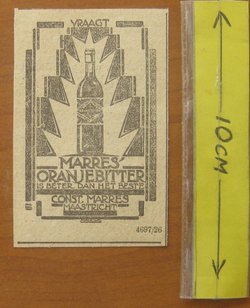 VRAAGT
MARRES'
ORANJEBITTER
IS BETER DAN HET BESTE
CONST. MARRES
MAASTRICHT
4697/26
10CM